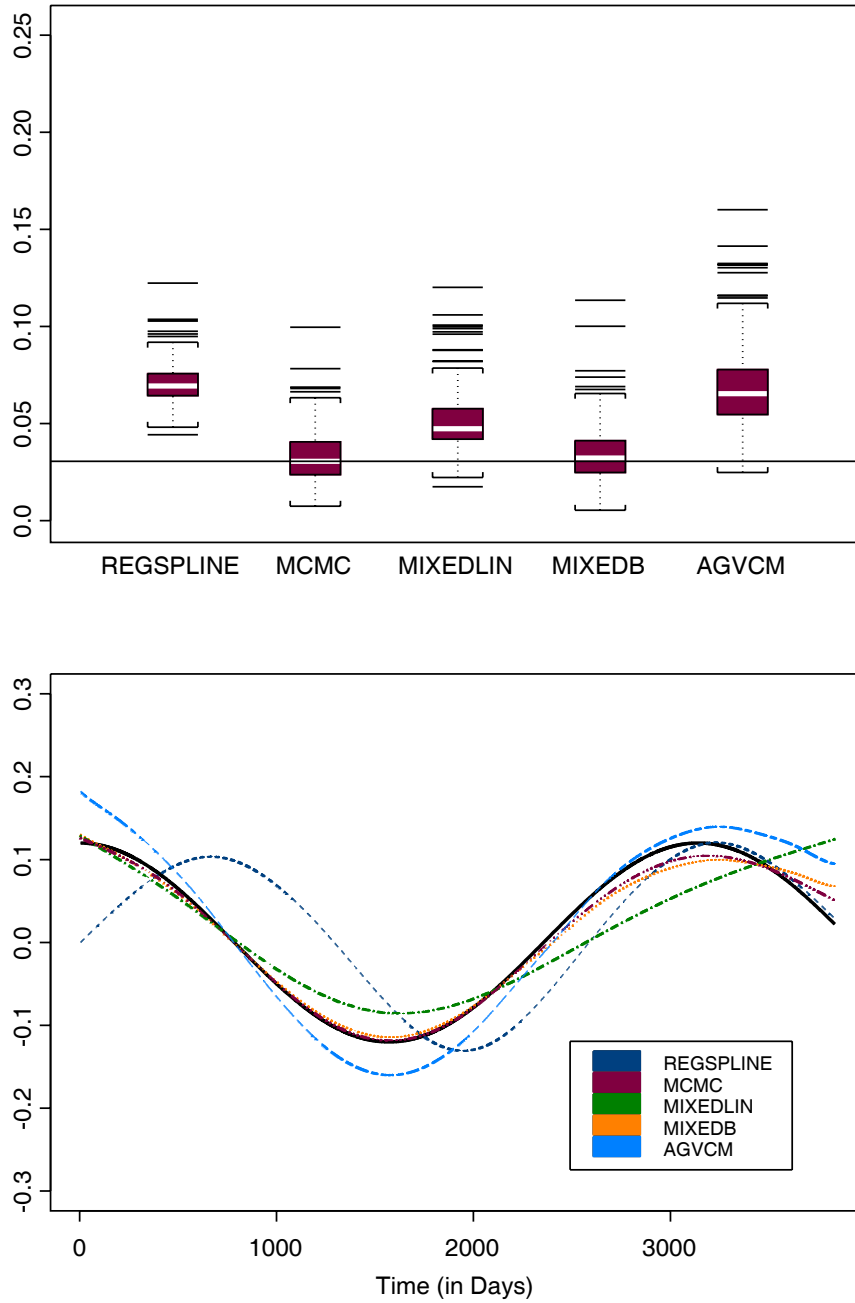 0.25
0.20
0.15
0.10
0.05
0.0
REGSPLINE MCMC MIXEDLIN MIXEDB AGVCM
0.3
0.2
0.1
0.0
-0.1
-0.2
-0.3
REGSPLINE
MCMC
MIXEDLIN
MIXEDB
AGVCM
0 1000 2000 3000
Time (in Days)